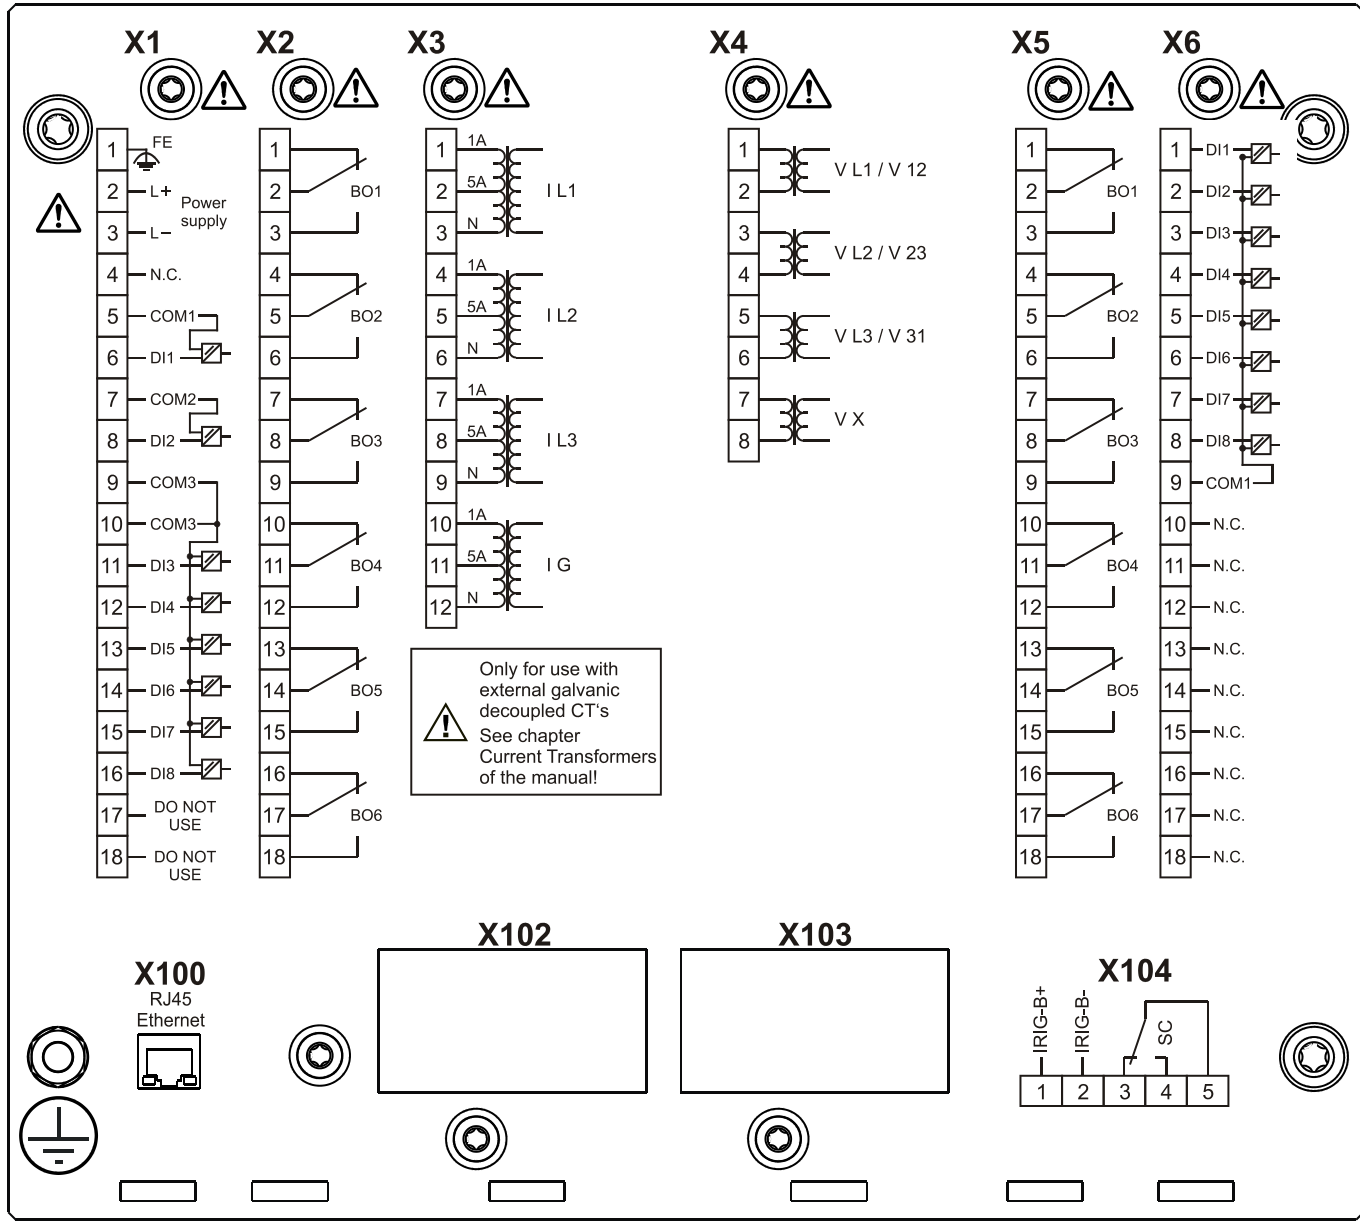 X1
X2
X3
X4
X5
X6
1 FE
2 L+
Power
supply
3 L−
4 N.C.
5 COM1
6 DI1
7 COM2
8 DI2
9 COM3
10 COM3
11 DI3
12 DI4
13 DI5
14 DI6
15 DI7
16 DI8
17 DO NOT
USE
18 DO NOT
USE
1
2 BO1
3
4
5 BO2
6
7
8 BO3
9
10
11 BO4
12
13
14 BO5
15
16
17 BO6
18
1 1A
2 5A I L1
3 N
4 1A
5 5A I L2
6 N
7 1A
8 5A I L3
9 N
10 1A
11 5A I G
12 N
Only for use with
external galvanic
decoupled CT‘s
See chapter
Current Transformers
of the manual!
1
V L1 / V 12
2
3
V L2 / V 23
4
5
V L3 / V 31
6
7
V X
8
1
2 BO1
3
4
5 BO2
6
7
8 BO3
9
10
11 BO4
12
13
14 BO5
15
16
17 BO6
18
1 DI1
2 DI2
3 DI3
4 DI4
5 DI5
6 DI6
7 DI7
8 DI8
9 COM1
10 N.C.
11 N.C.
12 N.C.
13 N.C.
14 N.C.
15 N.C.
16 N.C.
17 N.C.
18 N.C.
X100
RJ45
Ethernet
X102
X103
X104
IRIG-B+
IRIG-B-
SC
1 2 3 4 5